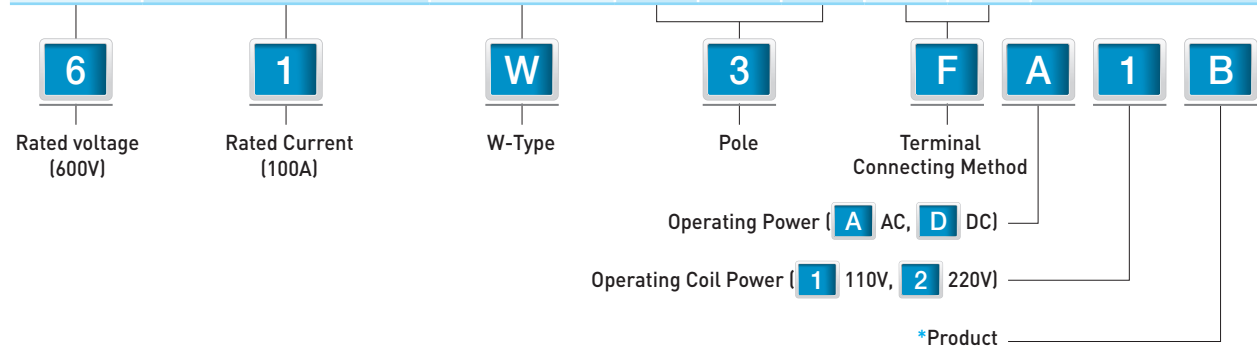 6 1 W 3 F A 1 B
Rated voltage Rated Current W-Type Pole Terminal
(600V) (100A) Connecting Method
Operating Power ( A AC, D DC)
Operating Coil Power ( 1 110V, 2 220V)
*Product